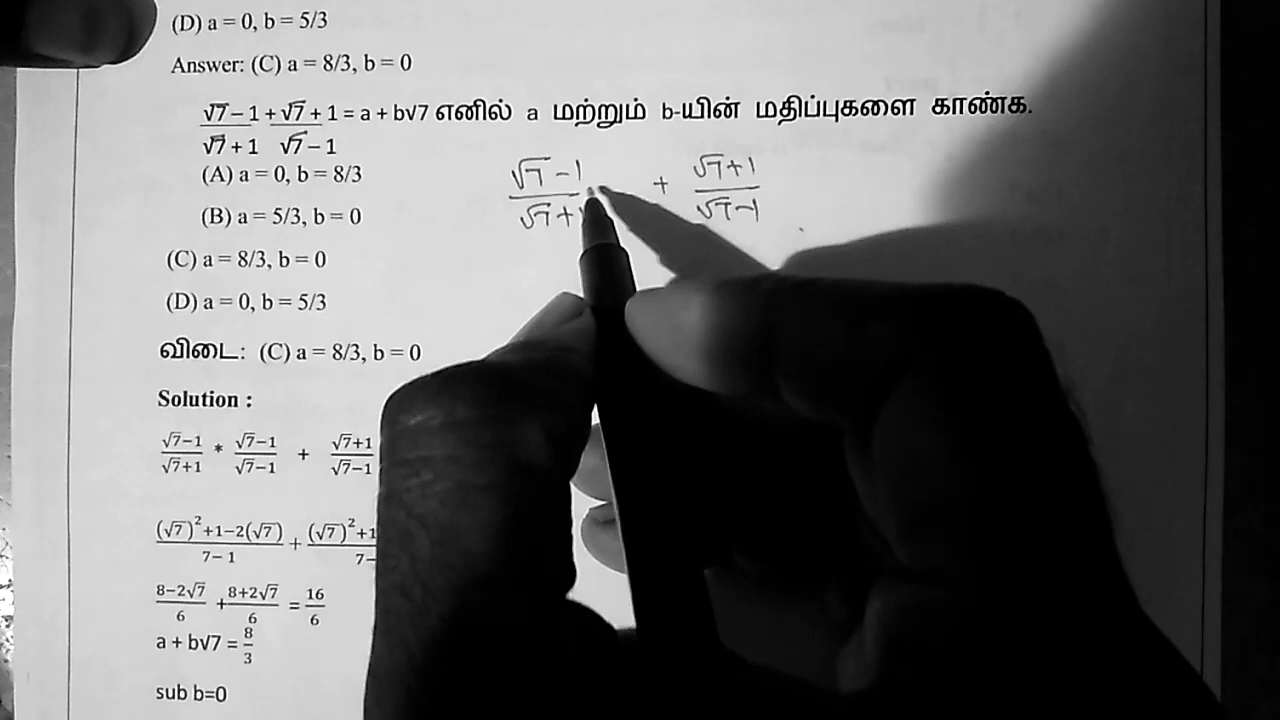 (D) a = 0, b = 5/3
Answer: (C) a = 8/3, b = 0
√7 – 1 + √7 + 1 = a + b√7 எனில் a மற்றும் b-யின் மதிப்புகளை காண்க.
√7 + 1 √7 – 1
(A) a = 0, b = 8/3
√7 -1 + √7+1
√7+ √7-1
(B) a = 5/3, b = 0
(C) a = 8/3, b = 0
(D) a = 0, b = 5/3
விடை: (C) a = 8/3, b = 0
Solution :
√7−1 * √7−1 + √7+1
√7+1 √7−1 √7−1
(√7)²+1−2(√7) + (√7)²+1
7−1 7−
8−2√7 + 8+2√7 = 16
6 6 6
a + b√7 = 8
3
sub b=0